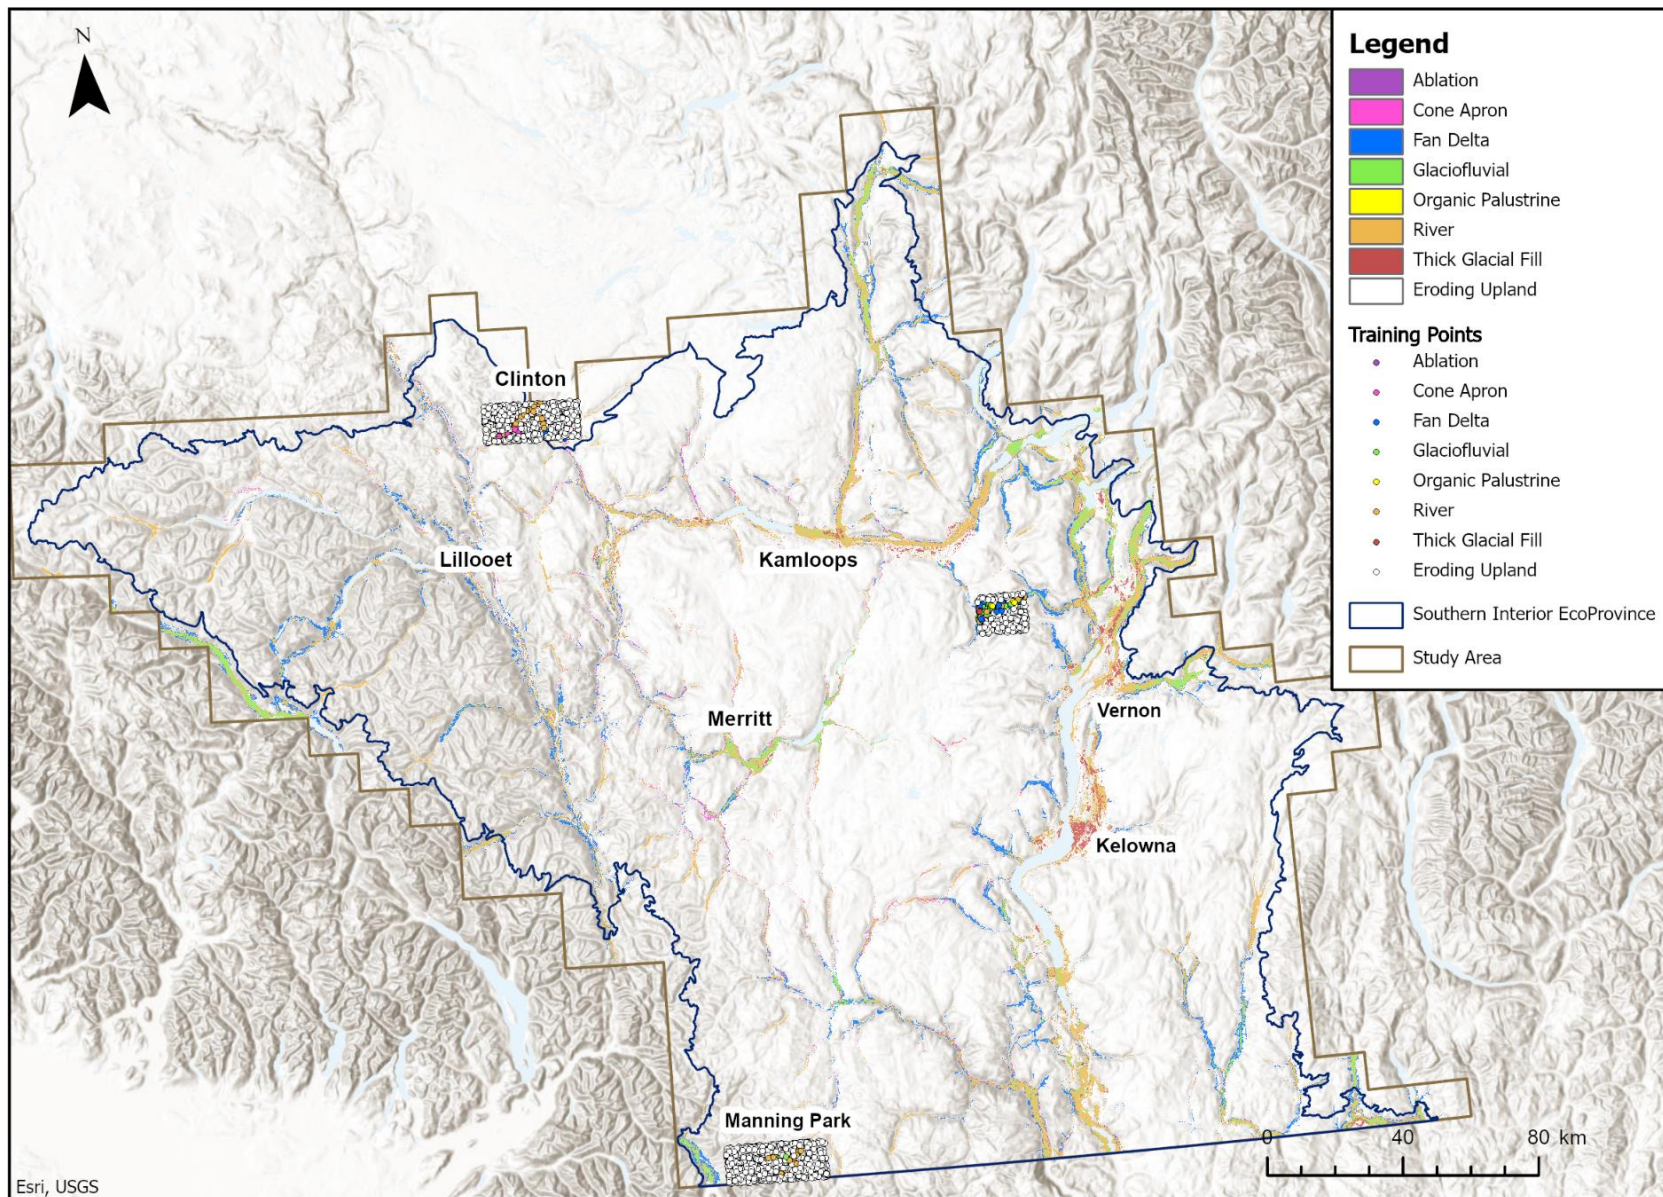 N
Legend
Ablation
Cone Apron
Fan Delta
Glaciofluvial
Organic Palustrine
River
Thick Glacial Fill
Eroding Upland
Training Points
Ablation
Cone Apron
Fan Delta
Glaciofluvial
Organic Palustrine
River
Thick Glacial Fill
Eroding Upland
Southern Interior EcoProvince
Study Area
Clinton
Lillooet
Kamloops
Merritt
Vernon
Kelowna
Manning Park
0 40 80 km
Esri, USGS